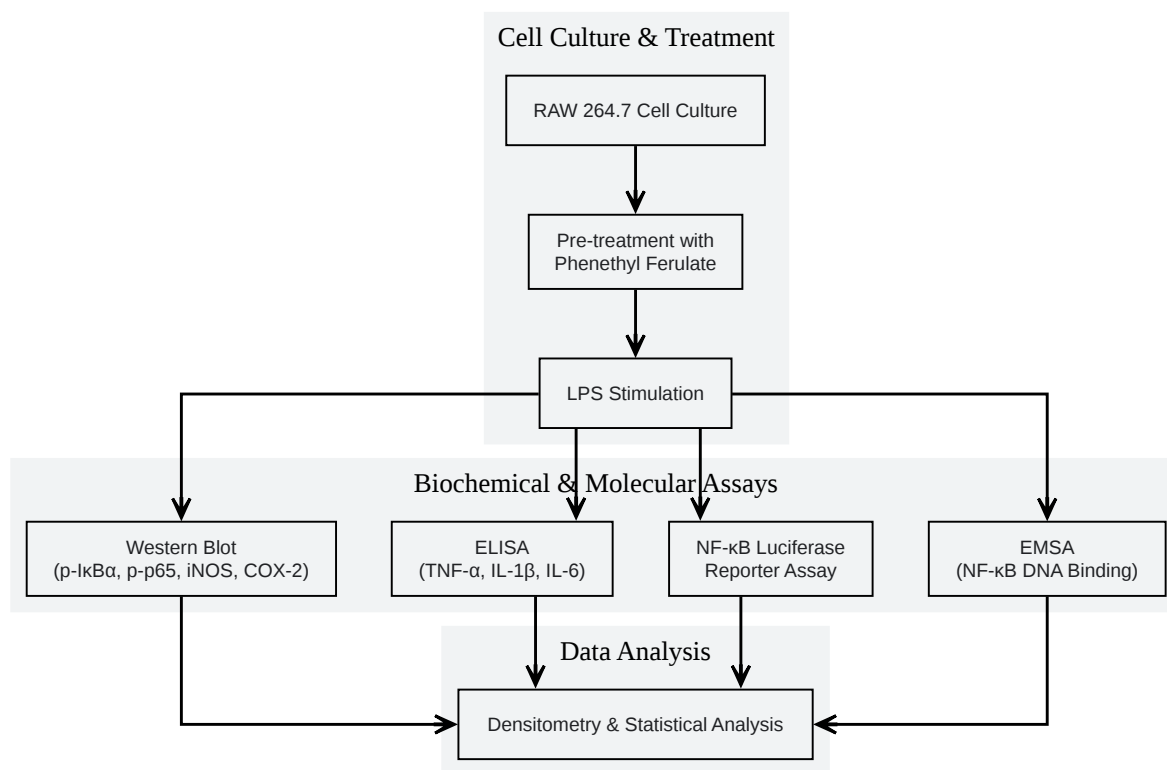 Cell Culture & Treatment
RAW 264.7 Cell Culture
Pre-treatment with
Phenethyl Ferulate
LPS Stimulation
Biochemical & Molecular Assays
Western Blot
(p-IκBα, p-p65, iNOS, COX-2)
ELISA
(TNF-α, IL-1β, IL-6)
NF-κB Luciferase
Reporter Assay
EMSA
(NF-κB DNA Binding)
Data Analysis
Densitometry & Statistical Analysis